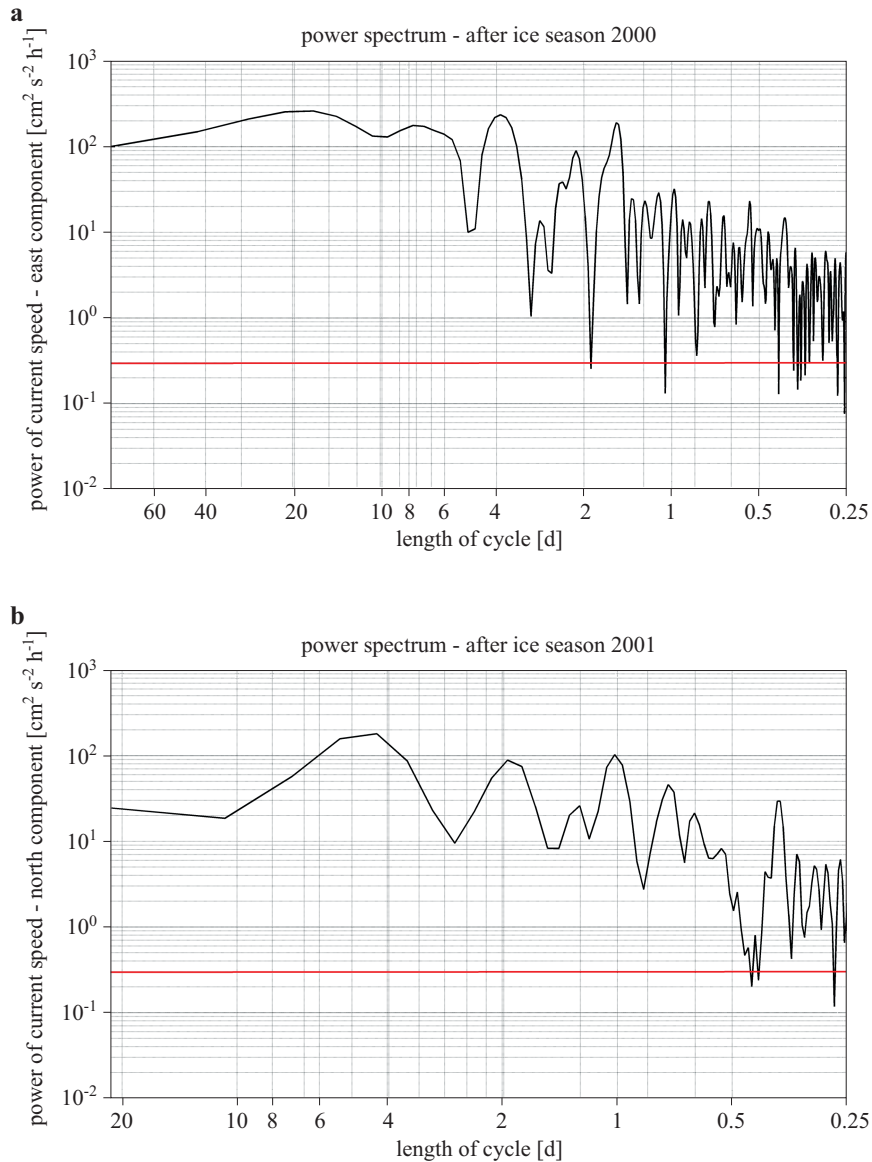 a
power spectrum - after ice season 2000
power of current speed - east component [cm² s⁻² h⁻¹]
10³
10²
10¹
10⁰
10⁻¹
10⁻²
60 40 20 10 8 6 4 2 1 0.5 0.25
length of cycle [d]
b
power spectrum - after ice season 2001
power of current speed - north component [cm² s⁻² h⁻¹]
10³
10²
10¹
10⁰
10⁻¹
10⁻²
20 10 8 6 4 2 1 0.5 0.25
length of cycle [d]